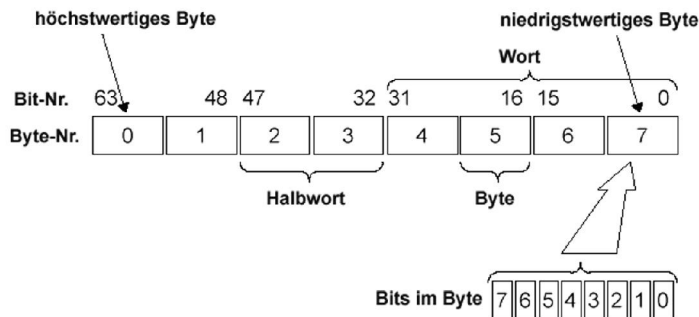 höchstwertiges Byte niedrigstwertiges Byte
Wort
Bit-Nr. 63 48 47 32 31 16 15 0
Byte-Nr. 0 1 2 3 4 5 6 7
Halbwort Byte
Bits im Byte 7 6 5 4 3 2 1 0